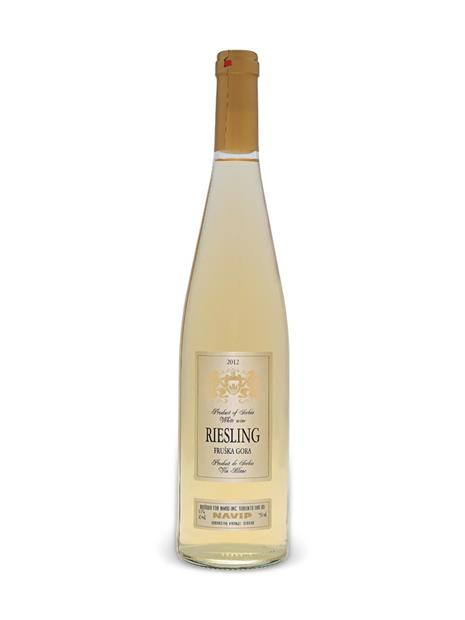 2012
Product of Serbia
White wine
RIESLING
FRUŠKA GORA
Produit de Serbie
Vin Blanc
NAVIP